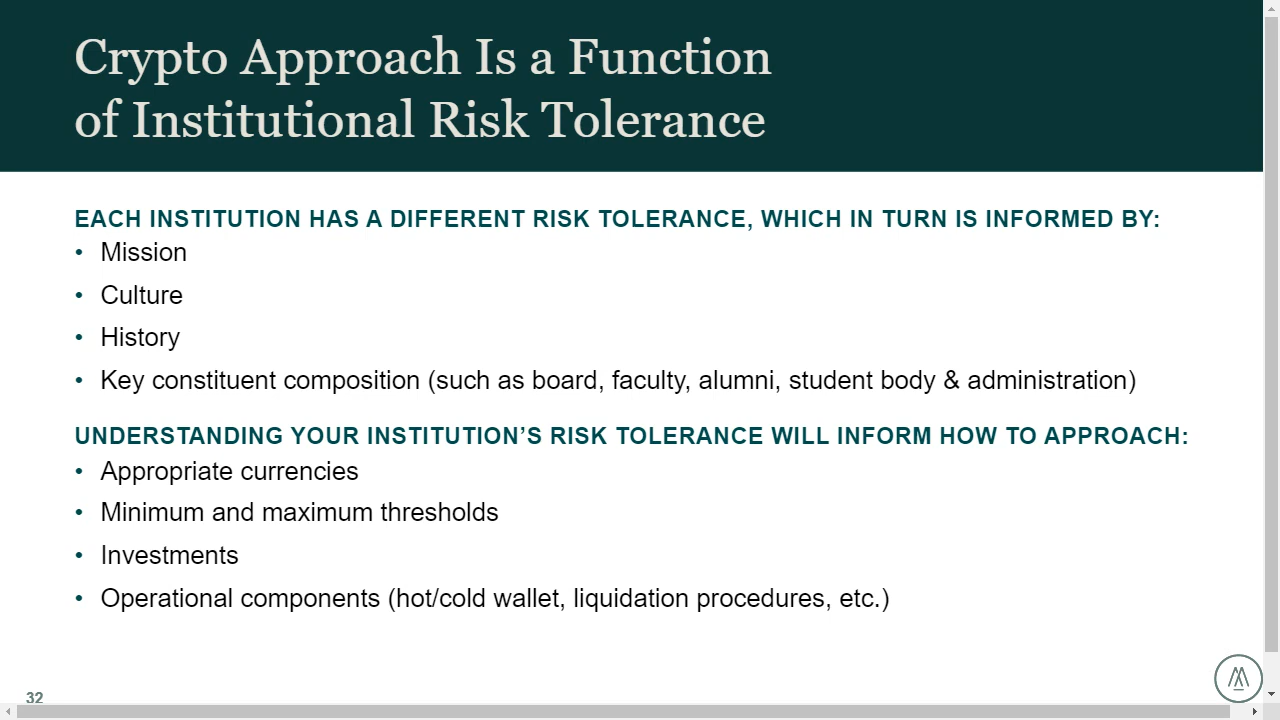 Crypto Approach Is a Function
of Institutional Risk Tolerance
EACH INSTITUTION HAS A DIFFERENT RISK TOLERANCE, WHICH IN TURN IS INFORMED BY:
• Mission
• Culture
• History
• Key constituent composition (such as board, faculty, alumni, student body & administration)
UNDERSTANDING YOUR INSTITUTION’S RISK TOLERANCE WILL INFORM HOW TO APPROACH:
• Appropriate currencies
• Minimum and maximum thresholds
• Investments
• Operational components (hot/cold wallet, liquidation procedures, etc.)
32